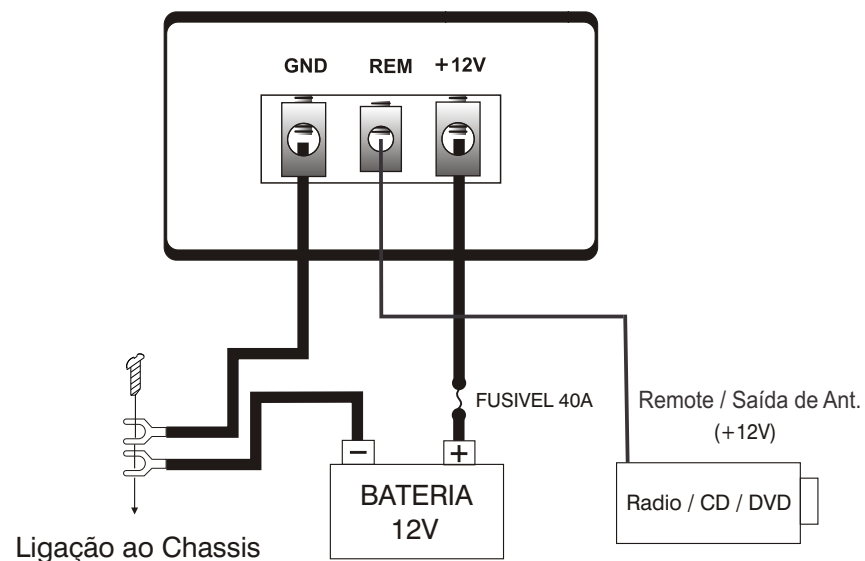 GND REM +12V
FUSIVEL 40A
Remote / Saída de Ant.
(+12V)
− +
BATERIA
12V
Radio / CD / DVD
Ligação ao Chassis